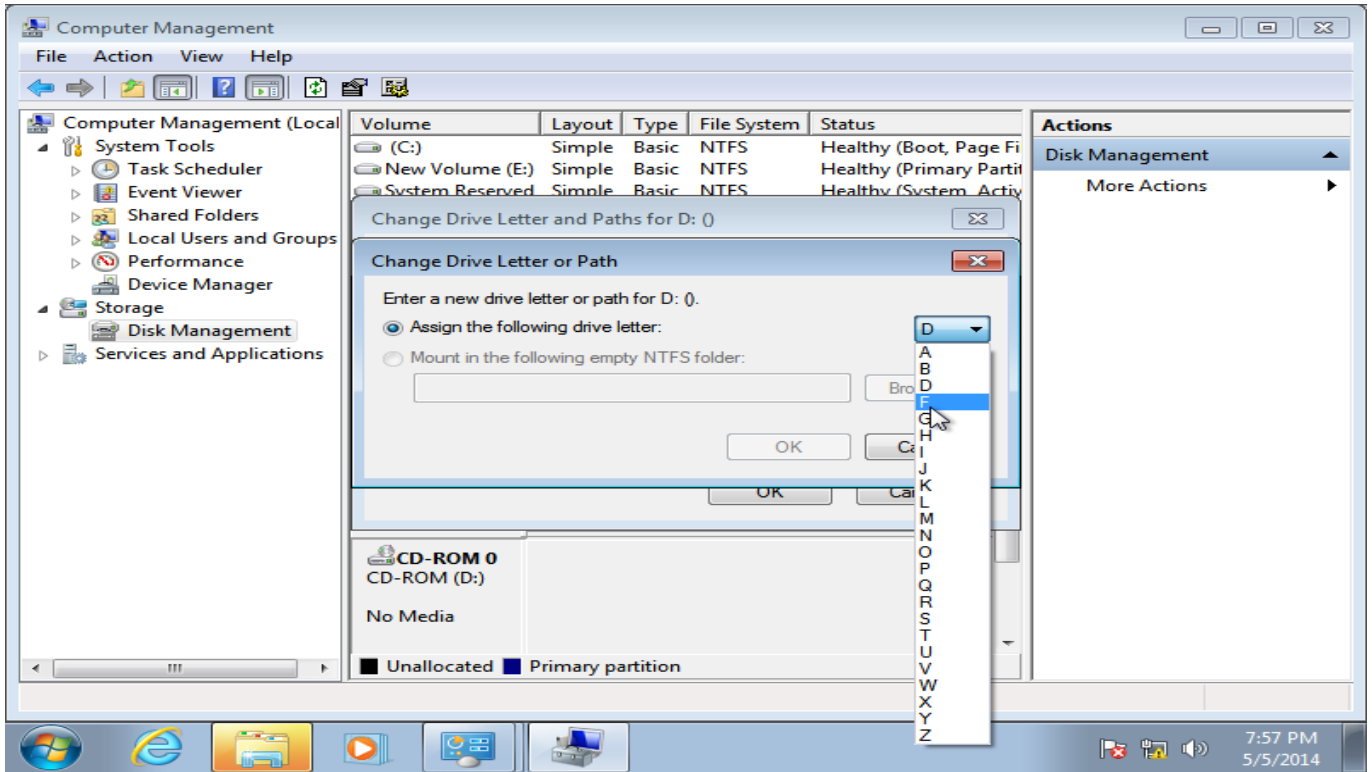 Computer Management
File Action View Help
Computer Management (Local
System Tools
Task Scheduler
Event Viewer
Shared Folders
Local Users and Groups
Performance
Device Manager
Storage
Disk Management
Services and Applications
Volume Layout Type File System Status
(C:) Simple Basic NTFS Healthy (Boot, Page Fi
New Volume (E:) Simple Basic NTFS Healthy (Primary Partit
System Reserved Simple Basic NTFS Healthy (System, Activ
Change Drive Letter and Paths for D: ()
Change Drive Letter or Path
Enter a new drive letter or path for D: ().
Assign the following drive letter:
D
Mount in the following empty NTFS folder:
Bro
OK Ca
OK Can
A
B
D
F
G
H
I
J
K
L
M
N
O
P
Q
R
S
T
U
V
W
X
Y
Z
CD-ROM 0
CD-ROM (D:)
No Media
Unallocated Primary partition
Actions
Disk Management
More Actions
7:57 PM
5/5/2014